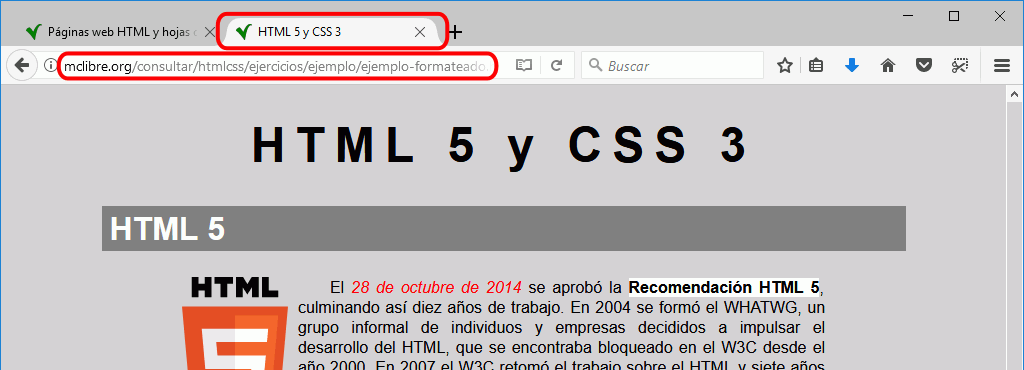 Páginas web HTML y hojas
HTML 5 y CSS 3
mclibre.org/consultar/htmlcss/ejercicios/ejemplo/ejemplo-formateado
Buscar
HTML 5 y CSS 3
HTML 5
HTML
El 28 de octubre de 2014 se aprobó la Recomendación HTML 5,
culminando así diez años de trabajo. En 2004 se formó el WHATWG, un
grupo informal de individuos y empresas decididos a impulsar el
desarrollo del HTML, que se encontraba bloqueado en el W3C desde el
año 2000. En 2007 el W3C retomó el trabajo sobre el HTML y siete años